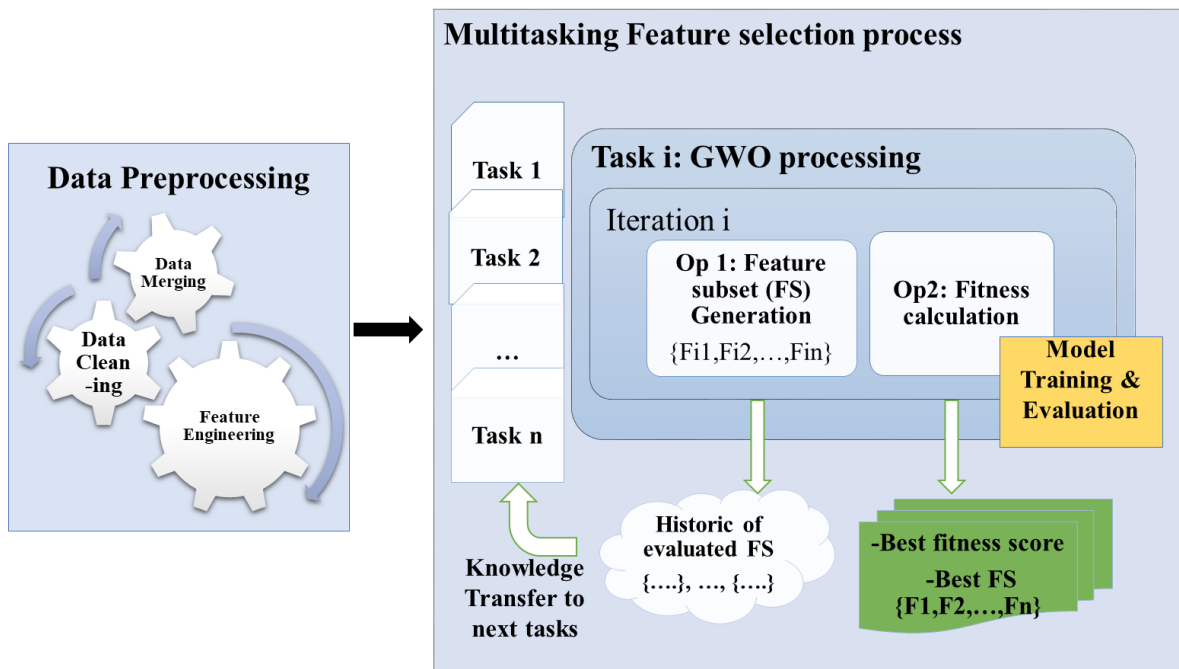 Multitasking Feature selection process
Data Preprocessing
Data
Merging
Data
Clean
-ing
Feature
Engineering
Task 1
Task 2
...
Task n
Task i: GWO processing
Iteration i
Op 1: Feature
subset (FS)
Generation
{Fi1,Fi2,...,Fin}
Op2: Fitness
calculation
Model
Training &
Evaluation
Historic of
evaluated FS
{....}, ..., {....}
Knowledge
Transfer to
next tasks
-Best fitness score
-Best FS
{F1,F2,...,Fn}